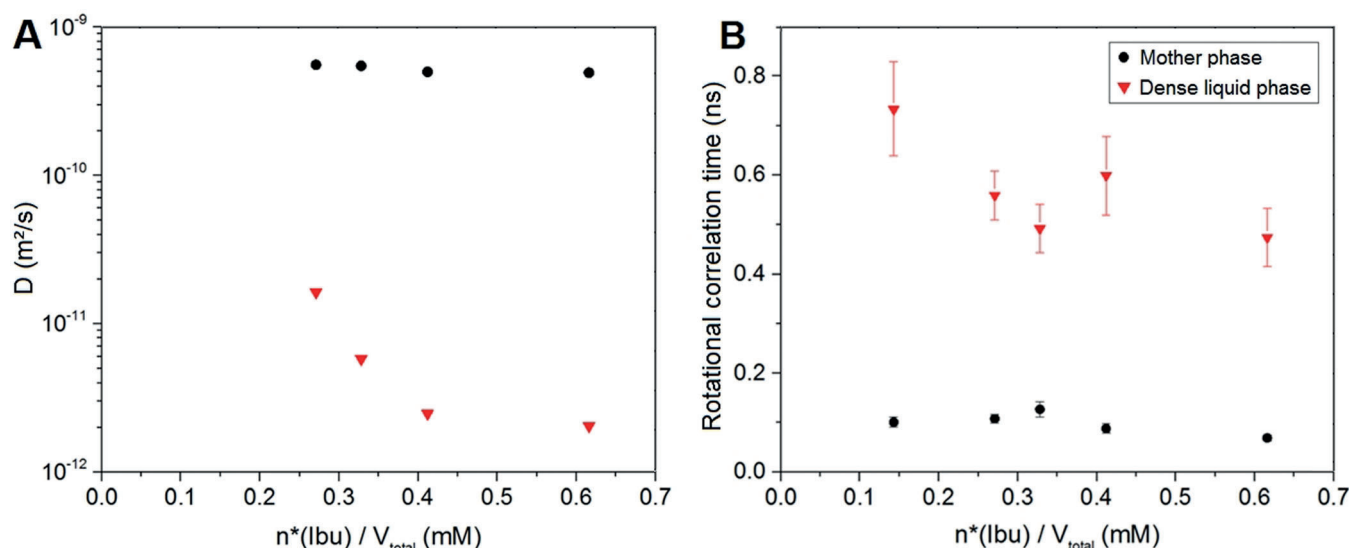 A
10⁻⁹
10⁻¹⁰
10⁻¹¹
10⁻¹²
D (m²/s)
0.0 0.1 0.2 0.3 0.4 0.5 0.6 0.7
n*(Ibu) / V_total (mM)
B
Mother phase
Dense liquid phase
0.8
0.6
0.4
0.2
0.0
Rotational correlation time (ns)
0.0 0.1 0.2 0.3 0.4 0.5 0.6 0.7
n*(Ibu) / V_total (mM)